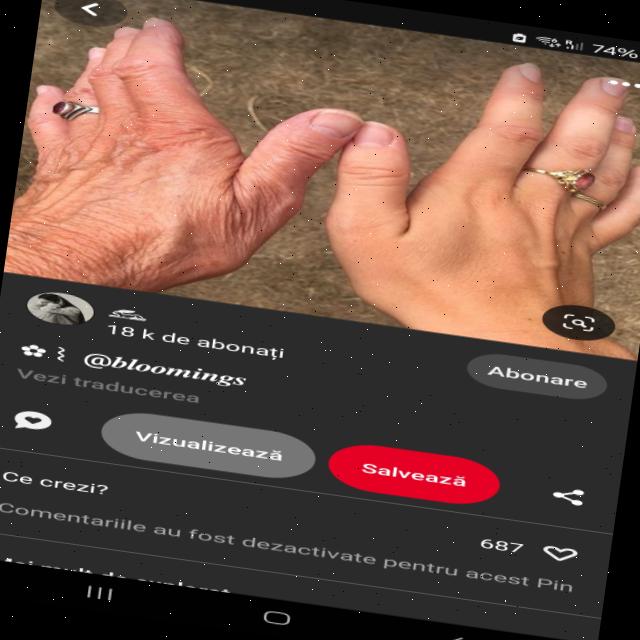 74%
18 k de abonați
@bloomings
Vezi traducerea
Abonare
Vizualizează
Salvează
Ce crezi?
687
Comentariile au fost dezactivate pentru acest Pin